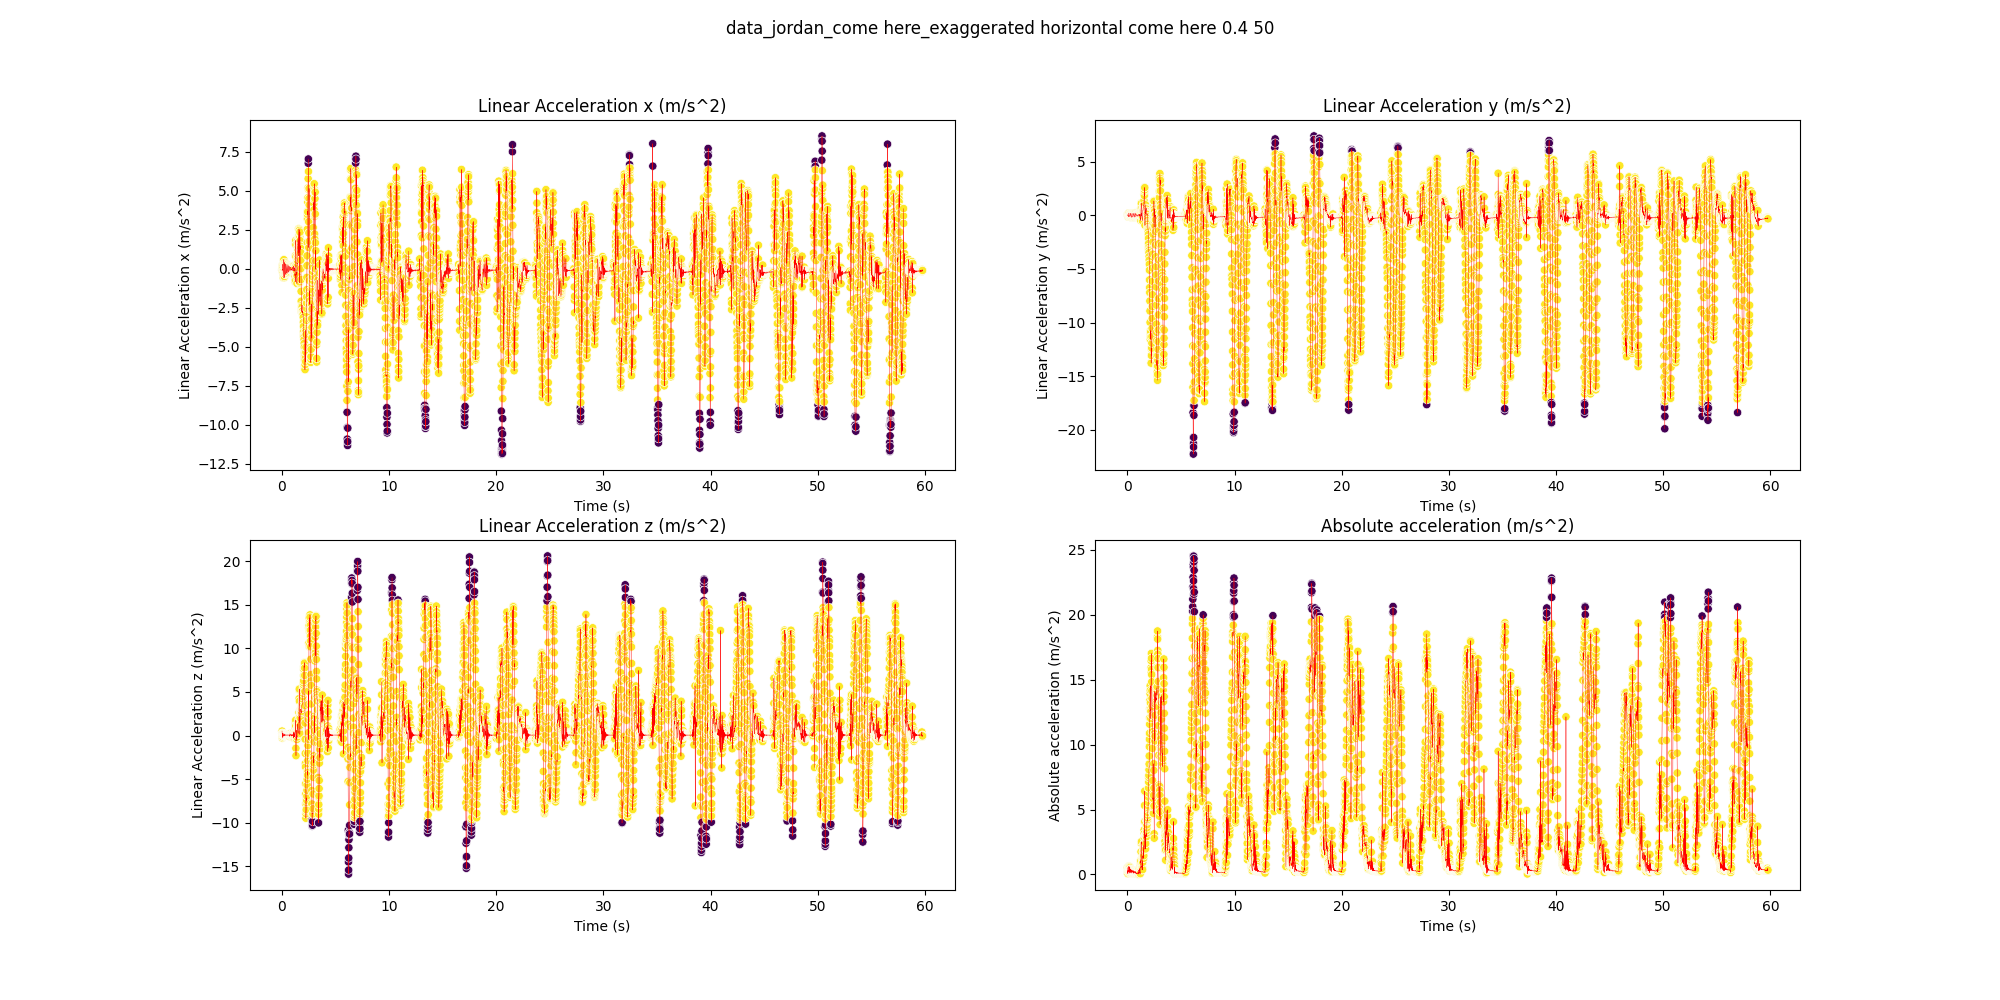 data_jordan_come here_exaggerated horizontal come here 0.4 50
Linear Acceleration x (m/s^2)
Linear Acceleration x (m/s^2)
7.5
5.0
2.5
0.0
−2.5
−5.0
−7.5
−10.0
−12.5
0 10 20 30 40 50 60
Time (s)
Linear Acceleration y (m/s^2)
Linear Acceleration y (m/s^2)
5
0
−5
−10
−15
−20
0 10 20 30 40 50 60
Time (s)
Linear Acceleration z (m/s^2)
Linear Acceleration z (m/s^2)
20
15
10
5
0
−5
−10
−15
0 10 20 30 40 50 60
Time (s)
Absolute acceleration (m/s^2)
Absolute acceleration (m/s^2)
25
20
15
10
5
0
0 10 20 30 40 50 60
Time (s)